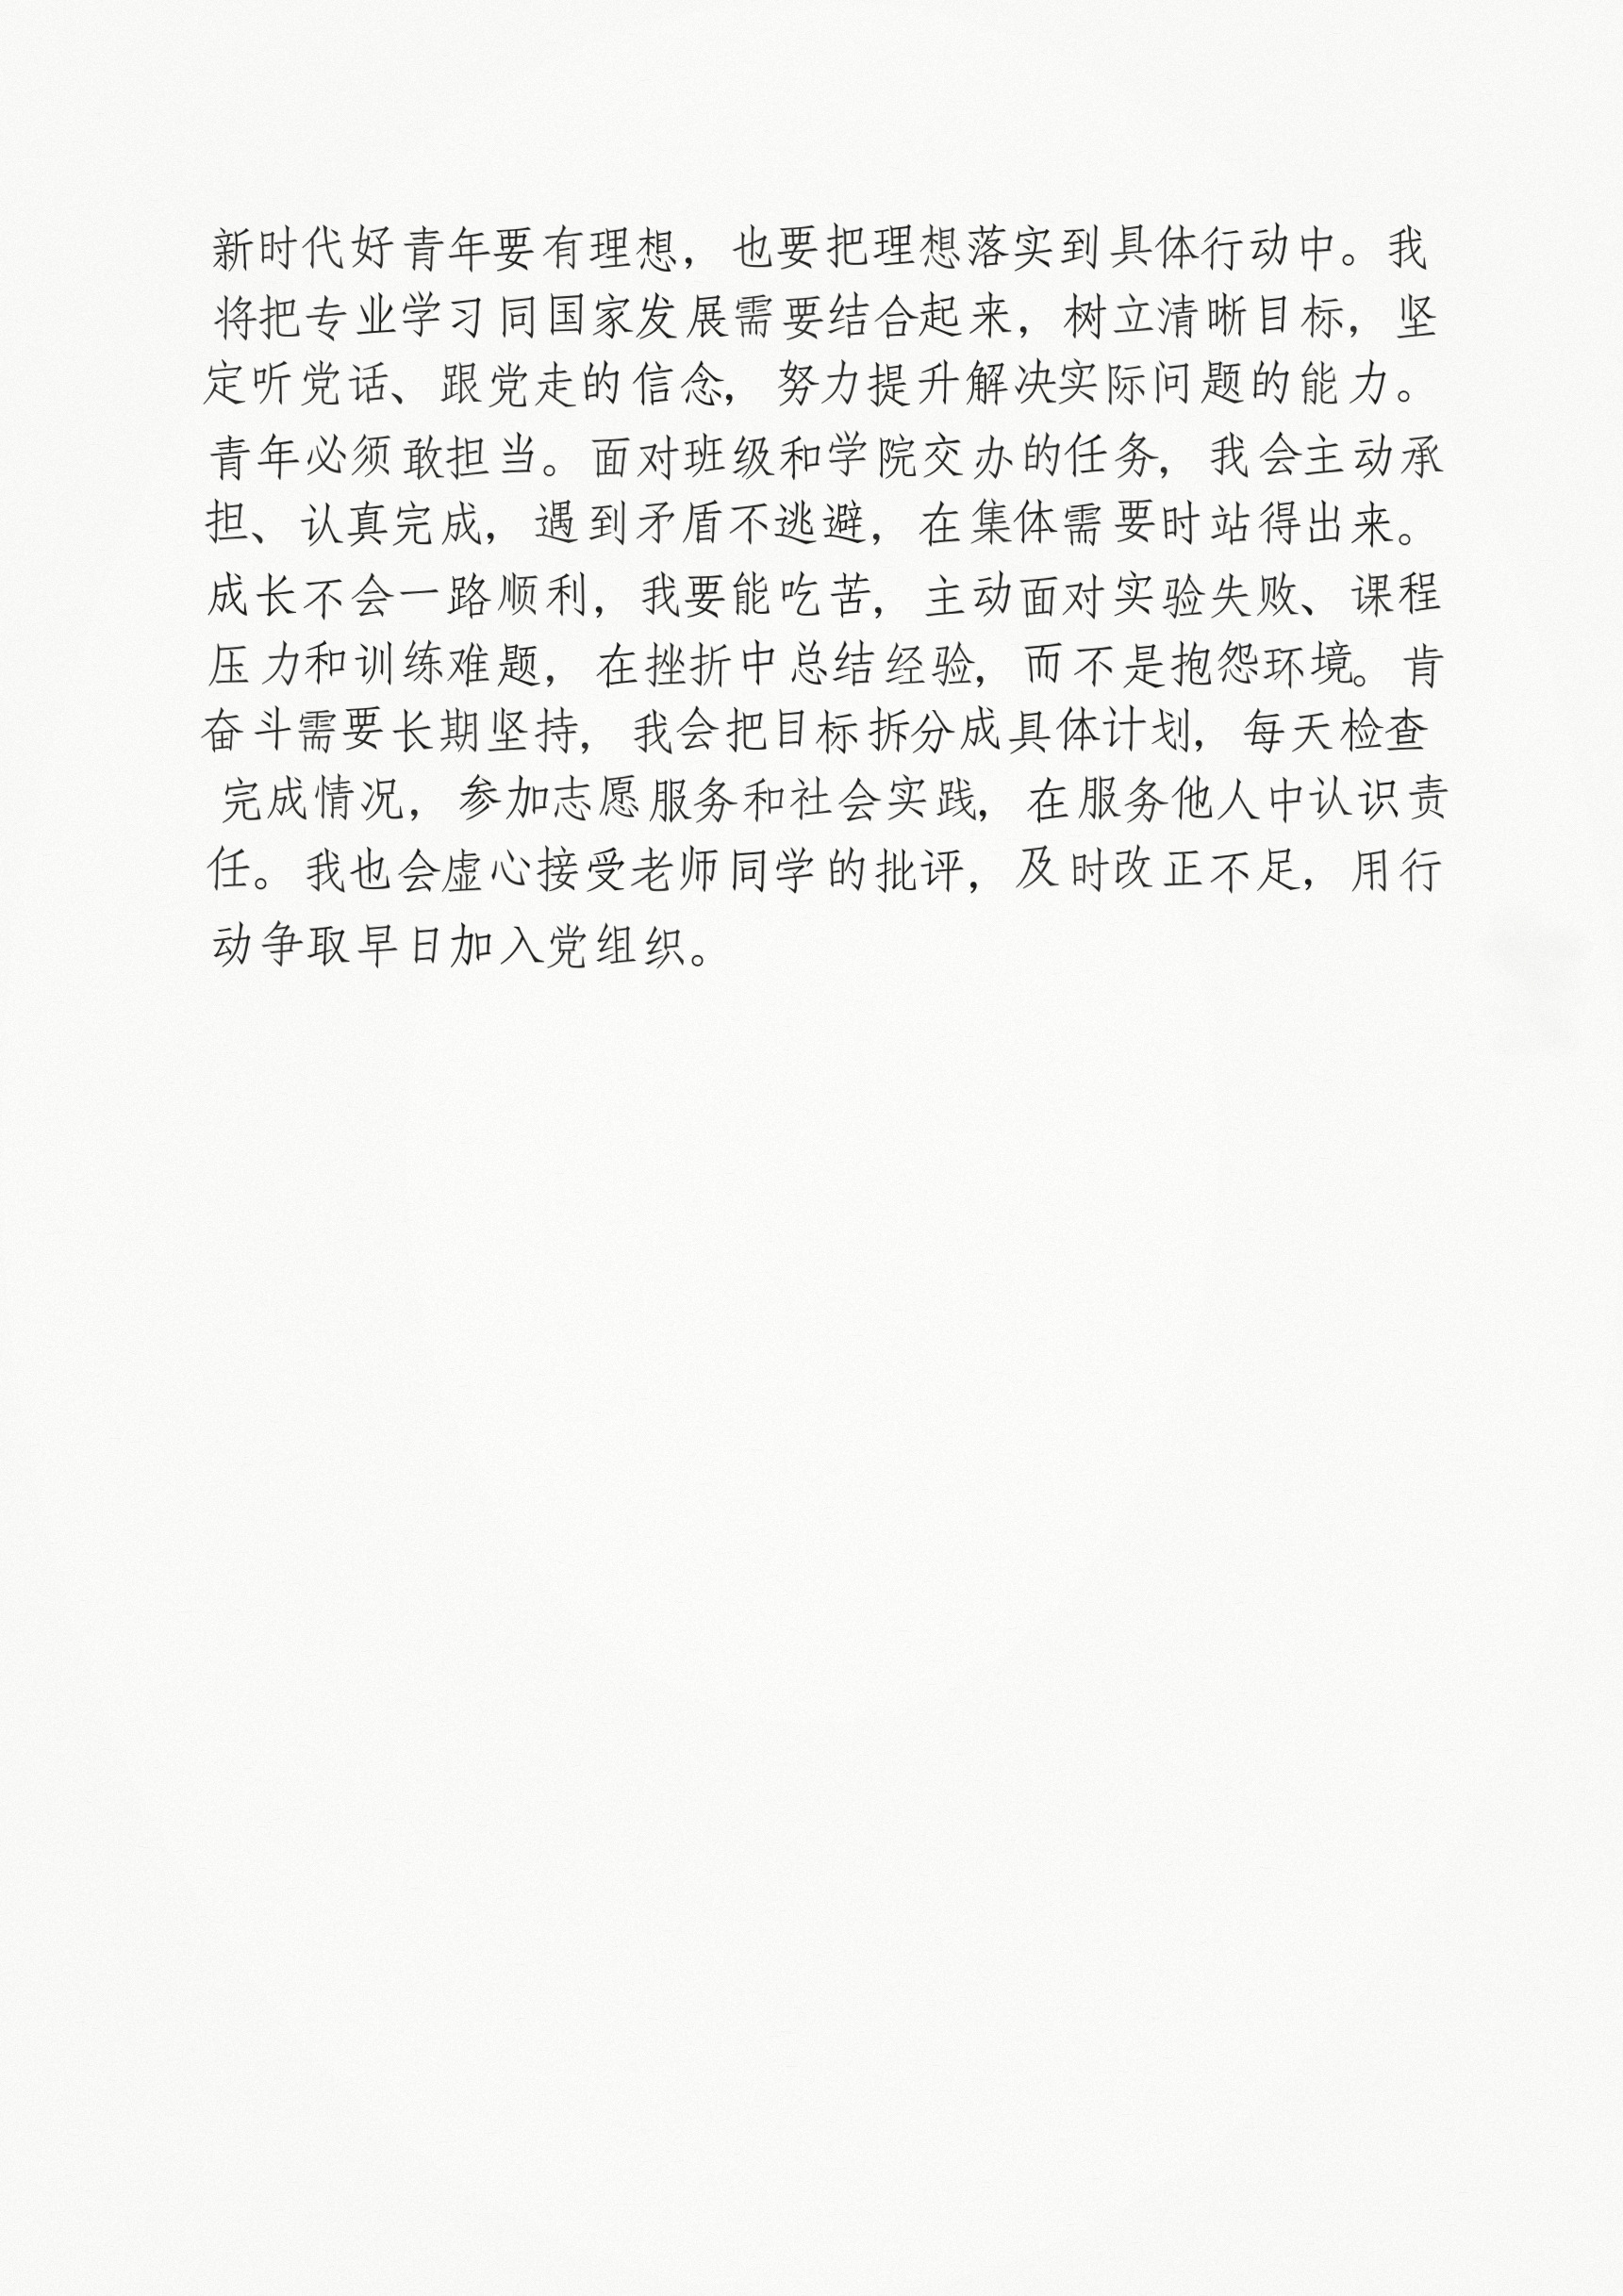 新时代好青年要有理想，也要把理想落实到具体行动中。我
将把专业学习同国家发展需要结合起来，树立清晰目标，坚
定听党话、跟党走的信念，努力提升解决实际问题的能力。
青年必须敢担当。面对班级和学院交办的任务，我会主动承
担、认真完成，遇到矛盾不逃避，在集体需要时站得出来。
成长不会一路顺利，我要能吃苦，主动面对实验失败、课程
压力和训练难题，在挫折中总结经验，而不是抱怨环境。肯
奋斗需要长期坚持，我会把目标拆分成具体计划，每天检查
完成情况，参加志愿服务和社会实践，在服务他人中认识责
任。我也会虚心接受老师同学的批评，及时改正不足，用行
动争取早日加入党组织。